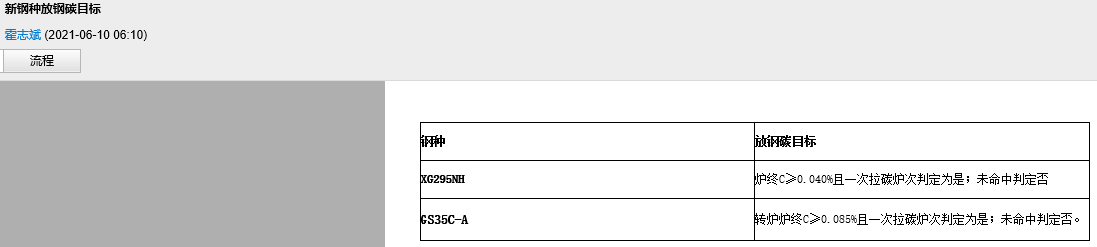 新钢种放钢碳目标
霍志斌 (2021-06-10 06:10)
流程
钢种 放钢碳目标
XG295NH 炉终C≥0.040%且一次拉碳炉次判定为是；未命中判定否
GS35C-A 转炉炉终C≥0.085%且一次拉碳炉次判定为是；未命中判定否。